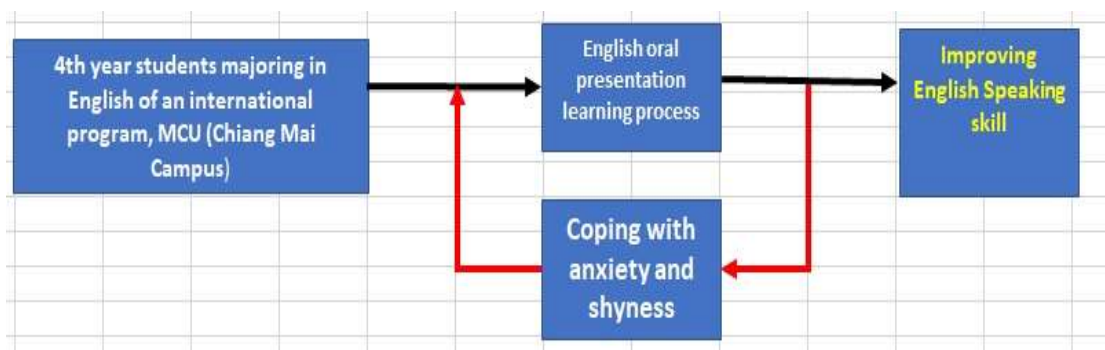 4th year students majoring in
English of an international
program, MCU (Chiang Mai
Campus)
English oral
presentation
learning process
Improving
English Speaking
skill
Coping with
anxiety and
shyness